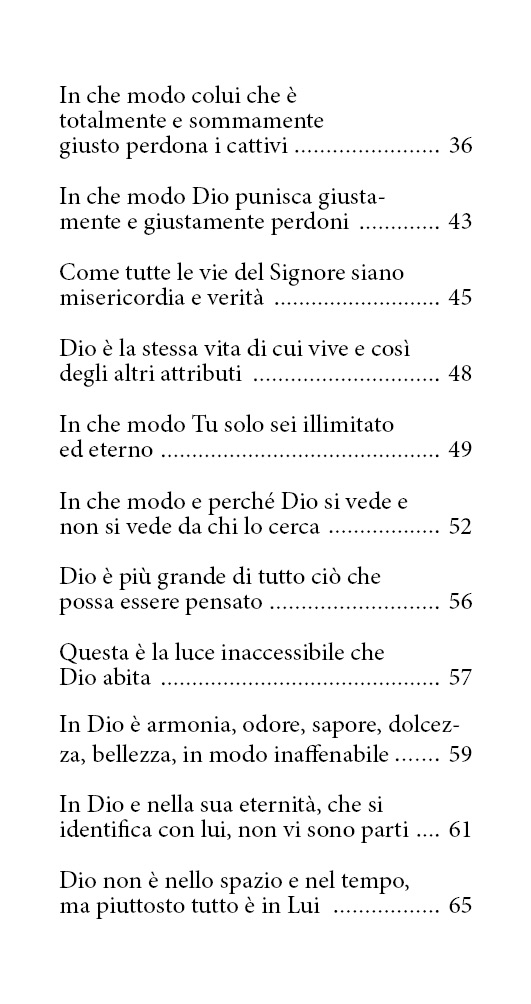 In che modo colui che è
totalmente e sommamente
giusto perdona i cattivi ........................ 36
In che modo Dio punisca giusta-
mente e giustamente perdoni ............. 43
Come tutte le vie del Signore siano
misericordia e verità ........................... 45
Dio è la stessa vita di cui vive e così
degli altri attributi ............................... 48
In che modo Tu solo sei illimitato
ed eterno .............................................. 49
In che modo e perché Dio si vede e
non si vede da chi lo cerca .................. 52
Dio è più grande di tutto ciò che
possa essere pensato ............................ 56
Questa è la luce inaccessibile che
Dio abita .............................................. 57
In Dio è armonia, odore, sapore, dolcez-
za, bellezza, in modo inaffenabile ....... 59
In Dio e nella sua eternità, che si
identifica con lui, non vi sono parti .... 61
Dio non è nello spazio e nel tempo,
ma piuttosto tutto è in Lui .................. 65